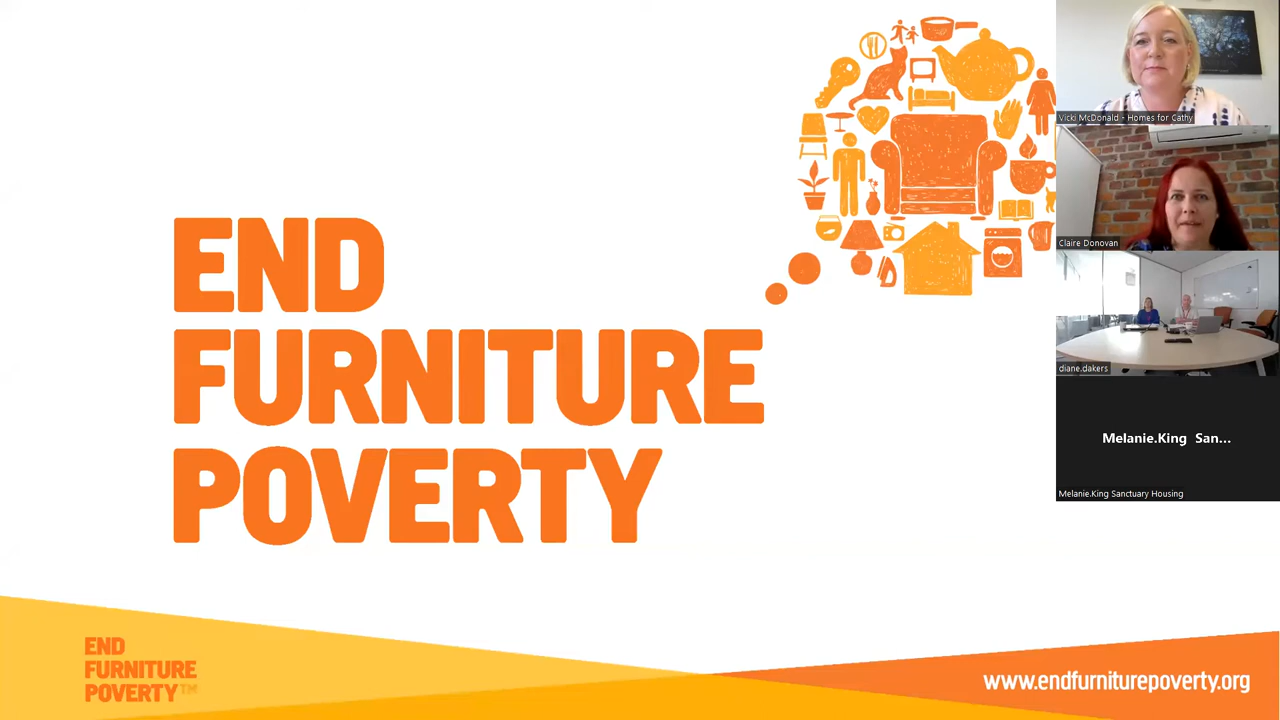 END
FURNITURE
POVERTY
Vicki McDonald - Homes for Cathy
Claire Donovan
diane.dakers
Melanie.King San...
Melanie.King Sanctuary Housing
END
FURNITURE
POVERTY™
www.endfurniturepoverty.org